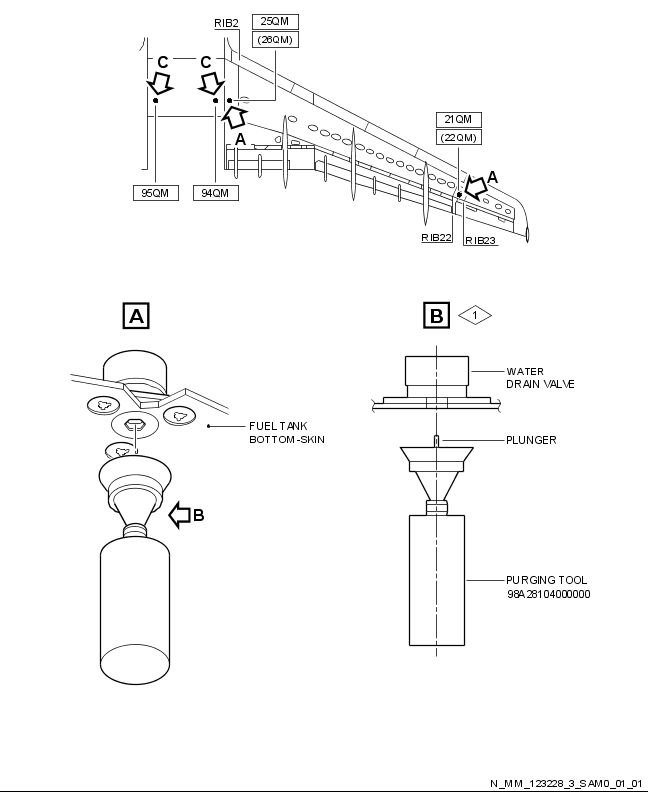 RIB2
25QM
(26QM)
C
C
A
21QM
(22QM)
A
95QM
94QM
RIB22
RIB23
A
B
1
WATER
DRAIN VALVE
FUEL TANK
BOTTOM-SKIN
PLUNGER
B
PURGING TOOL
98A28104000000
N_MM_123228_3_SAM0_01_01